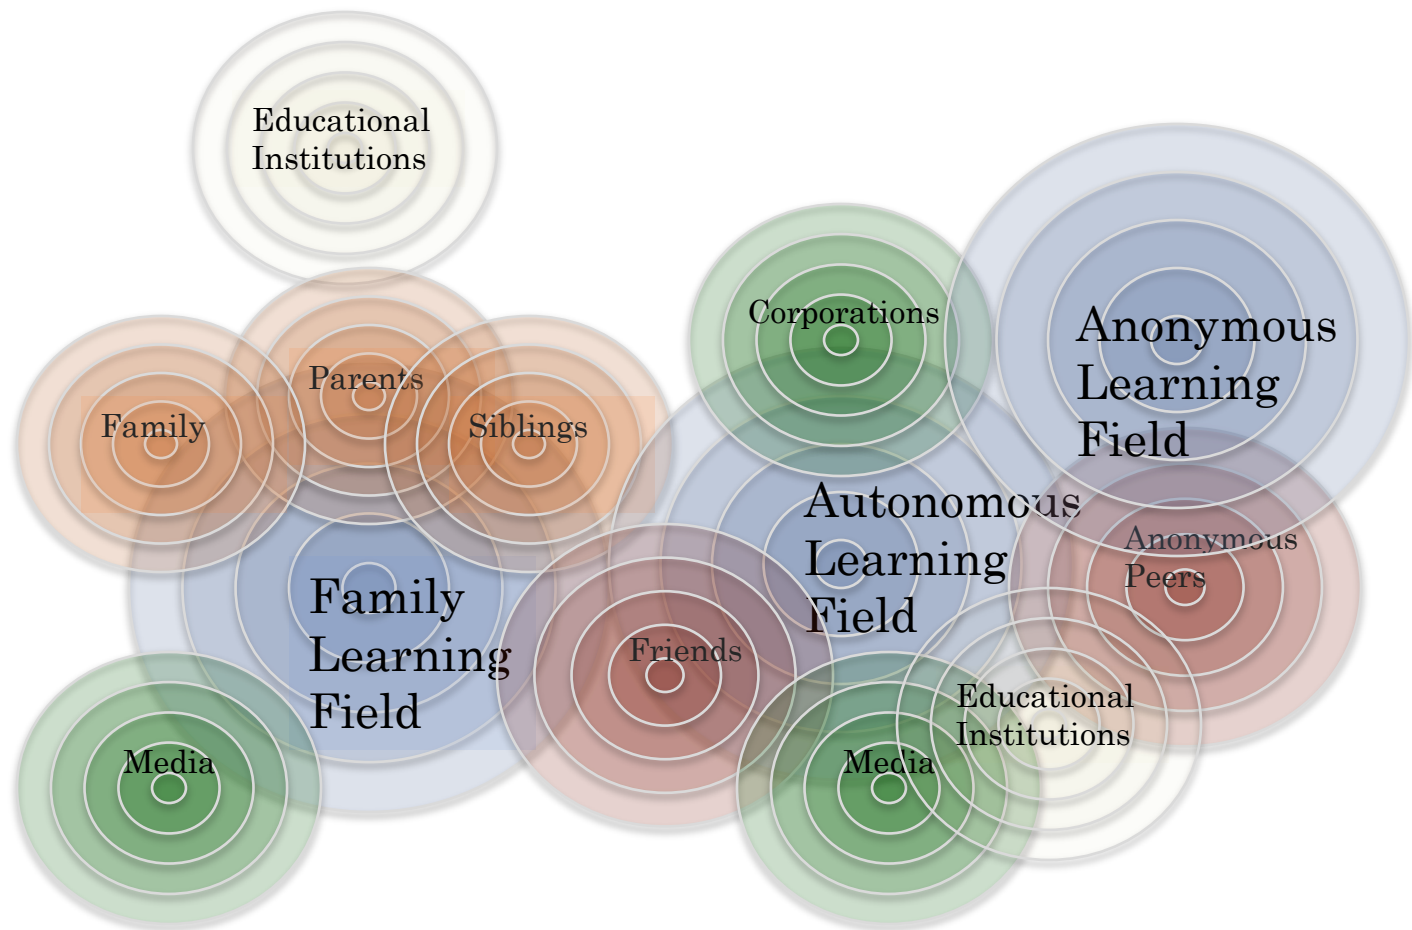 Educational
Institutions
Corporations
Anonymous
Learning
Field
Parents
Family
Siblings
Autonomous
Learning
Field
Anonymous
Peers
Family
Learning
Field
Friends
Educational
Institutions
Media
Media